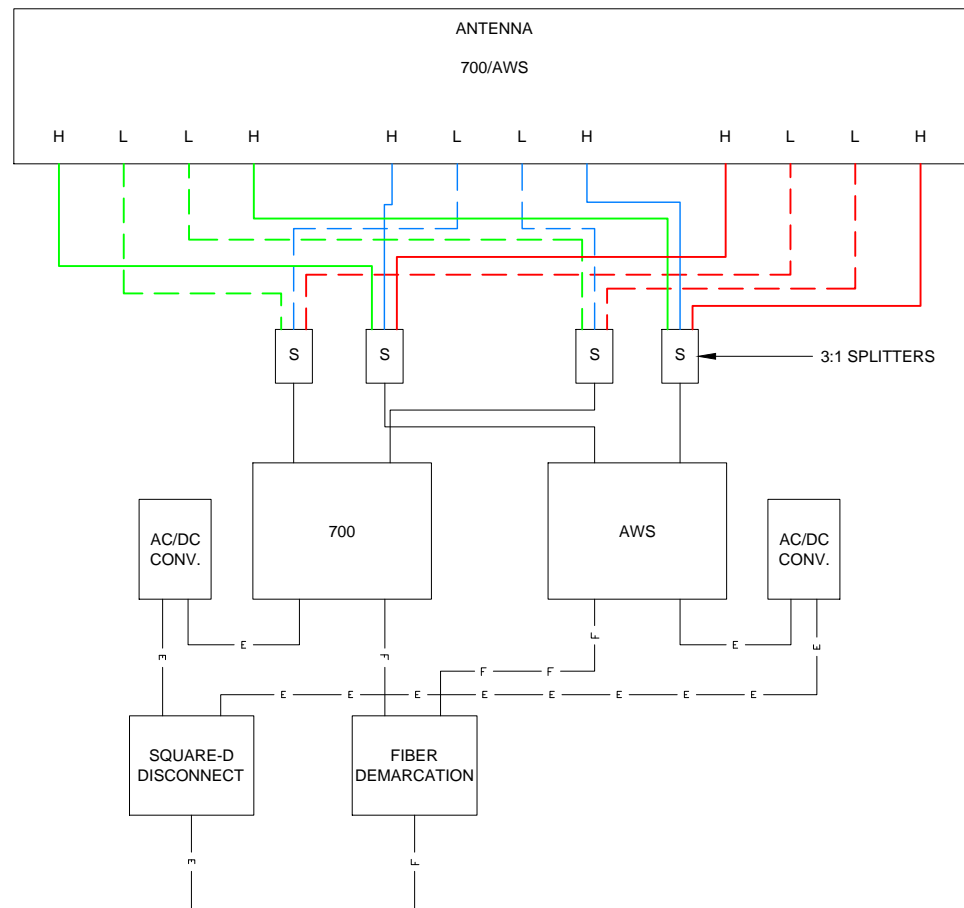 ANTENNA
700/AWS
H L L H H L L H H L L H
S S S S
3:1 SPLITTERS
AC/DC
CONV.
700
AWS
AC/DC
CONV.
E
E
F
F
E
E
F F
E E E E E E E E
SQUARE-D
DISCONNECT
FIBER
DEMARCATION
E
F